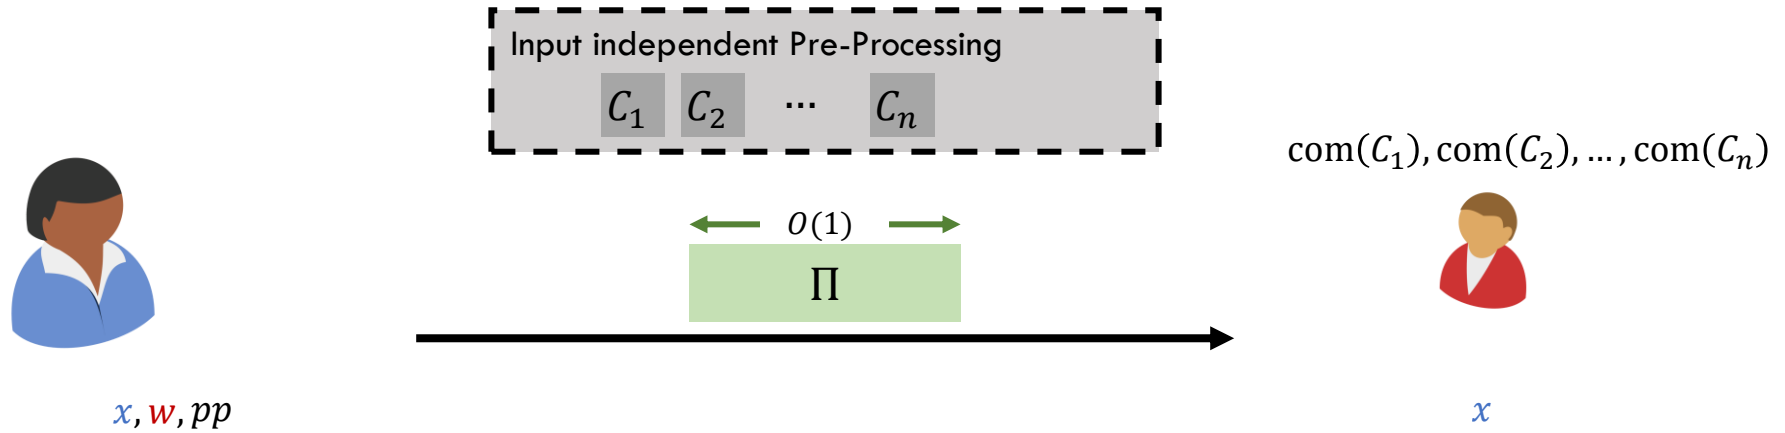 Input independent Pre-Processing
C₁ C₂ ... Cₙ
com(C₁), com(C₂), ... , com(Cₙ)
O(1)
Π
x, w, pp
x